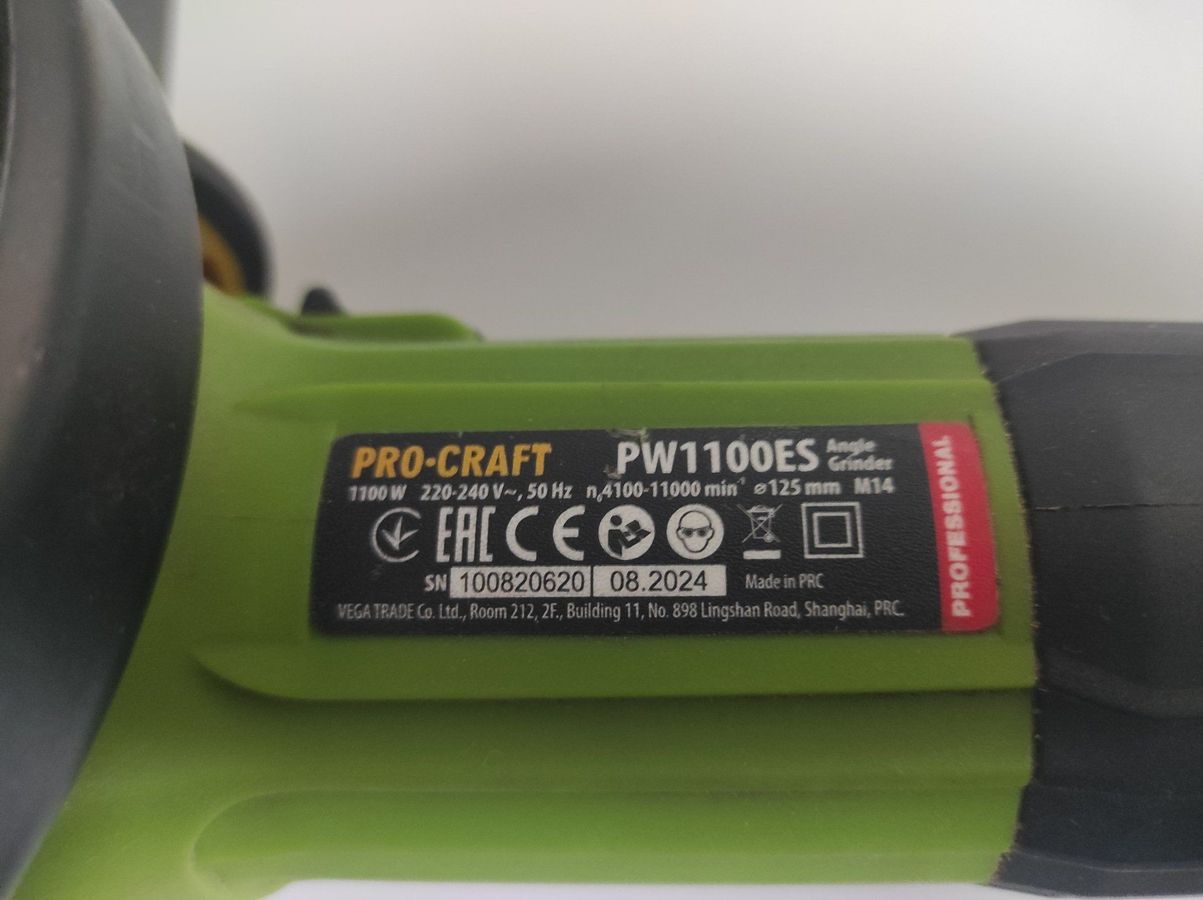 PRO·CRAFT PW1100ES Angle Grinder
1100 W 220-240 V~, 50 Hz n₀4100-11000 min⁻¹ ⌀125 mm M14
EAC CE
SN 100820620 08.2024 Made in PRC
VEGA TRADE Co. Ltd., Room 212, 2F., Building 11, No. 898 Lingshan Road, Shanghai, PRC.
PROFESSIONAL